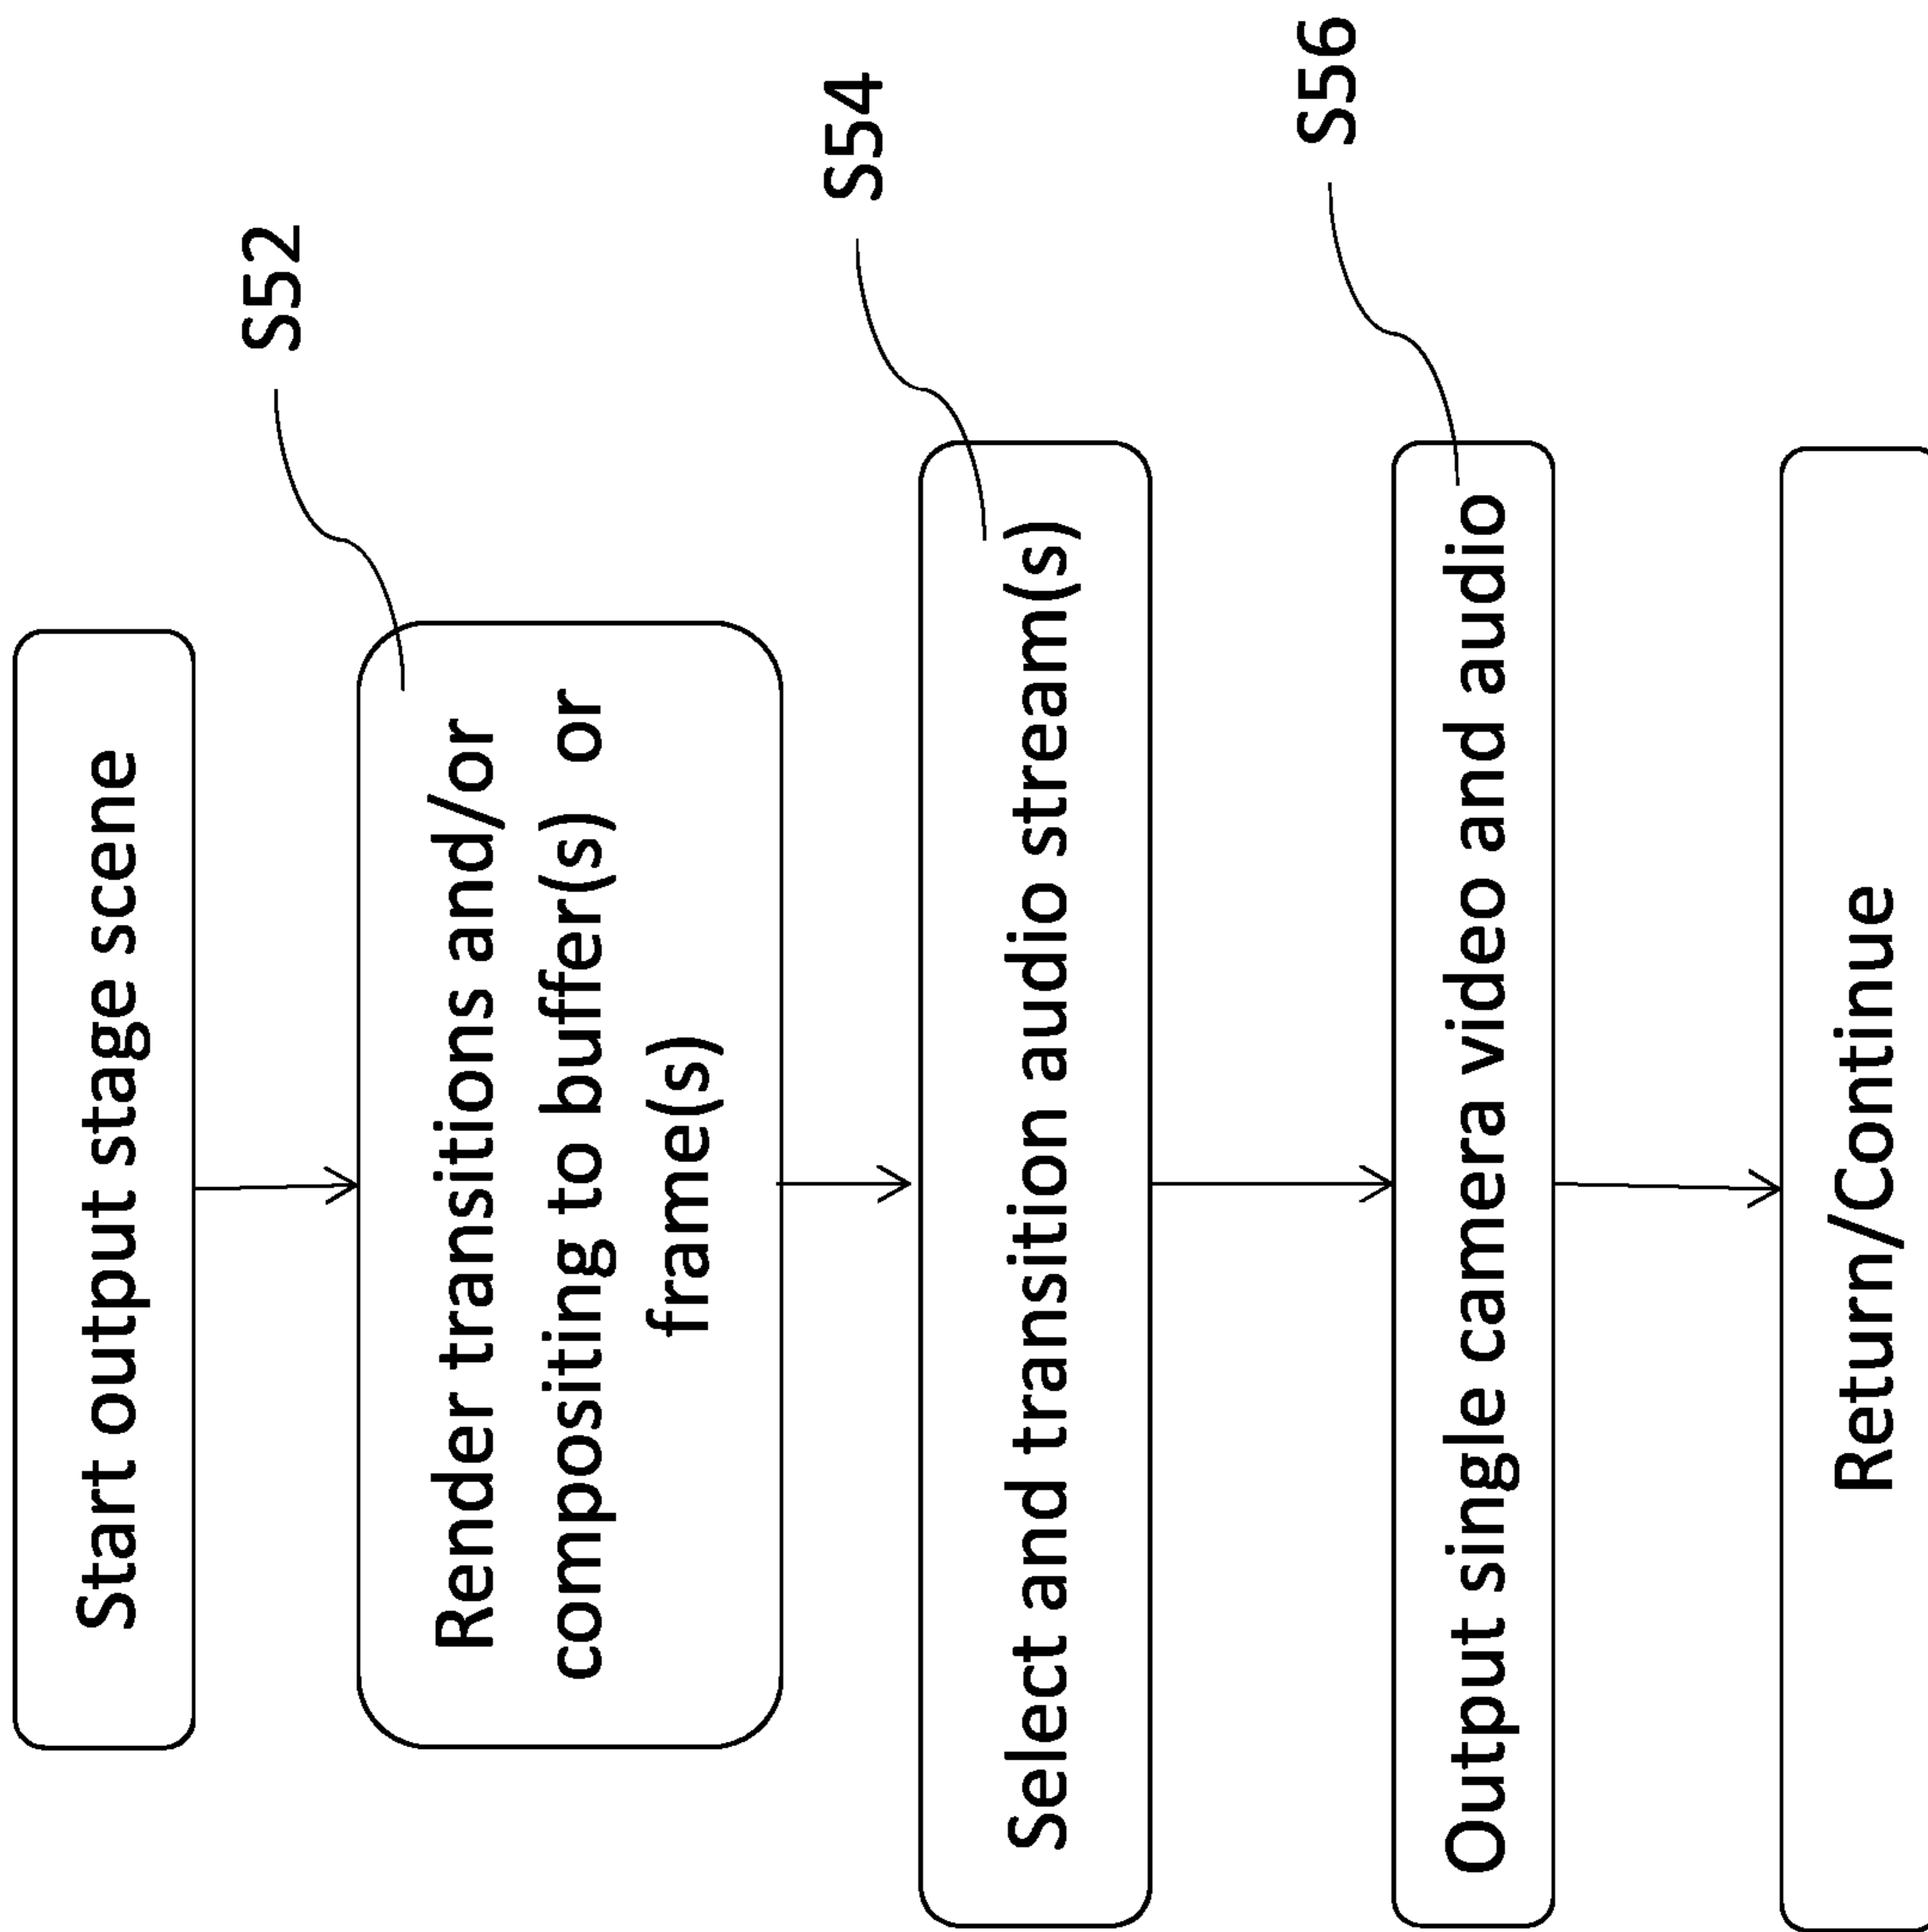 Start output stage scene
S52
Render transitions and/or
compositing to buffer(s) or
frame(s)
S54
Select and transition audio stream(s)
S56
Output single camera video and audio
Return/Continue